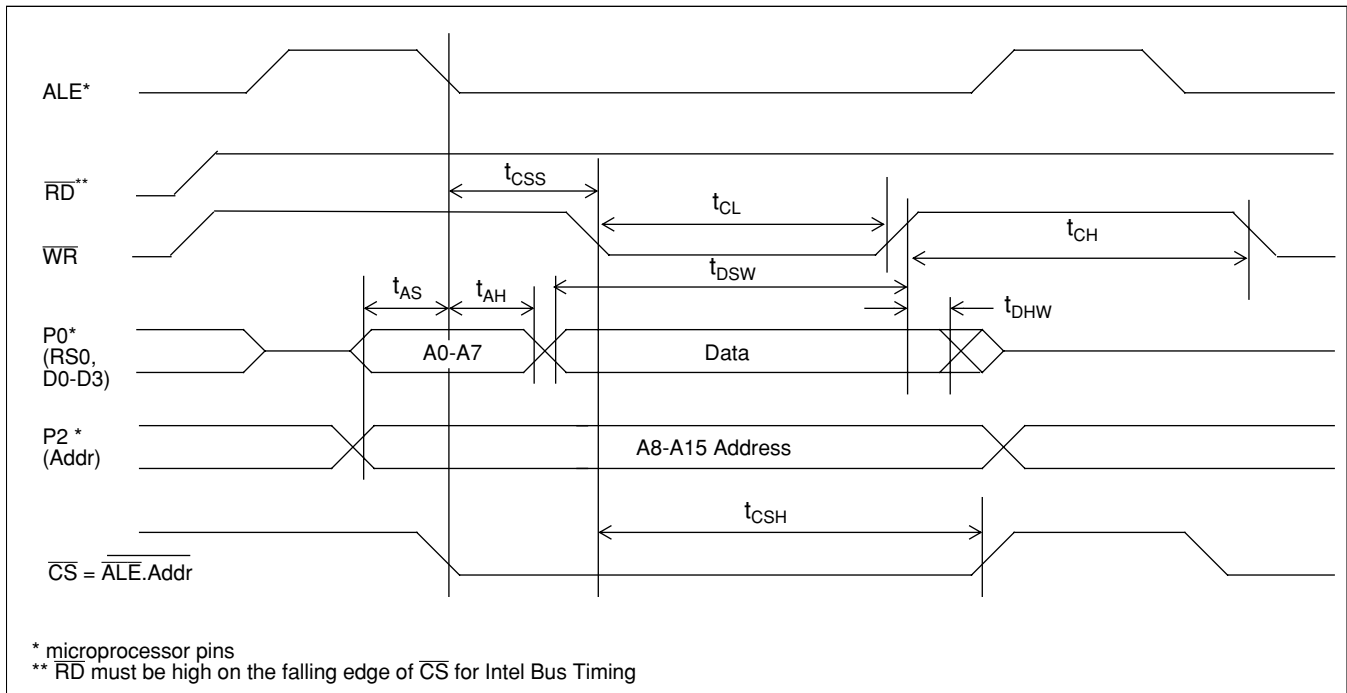 ALE*
RD**
tCSS
tCL
tCH
WR
tDSW
tAS
tAH
tDHW
P0*
(RS0,
D0-D3)
A0-A7
Data
P2 *
(Addr)
A8-A15 Address
tCSH
CS = ALE.Addr
* microprocessor pins
** RD must be high on the falling edge of CS for Intel Bus Timing